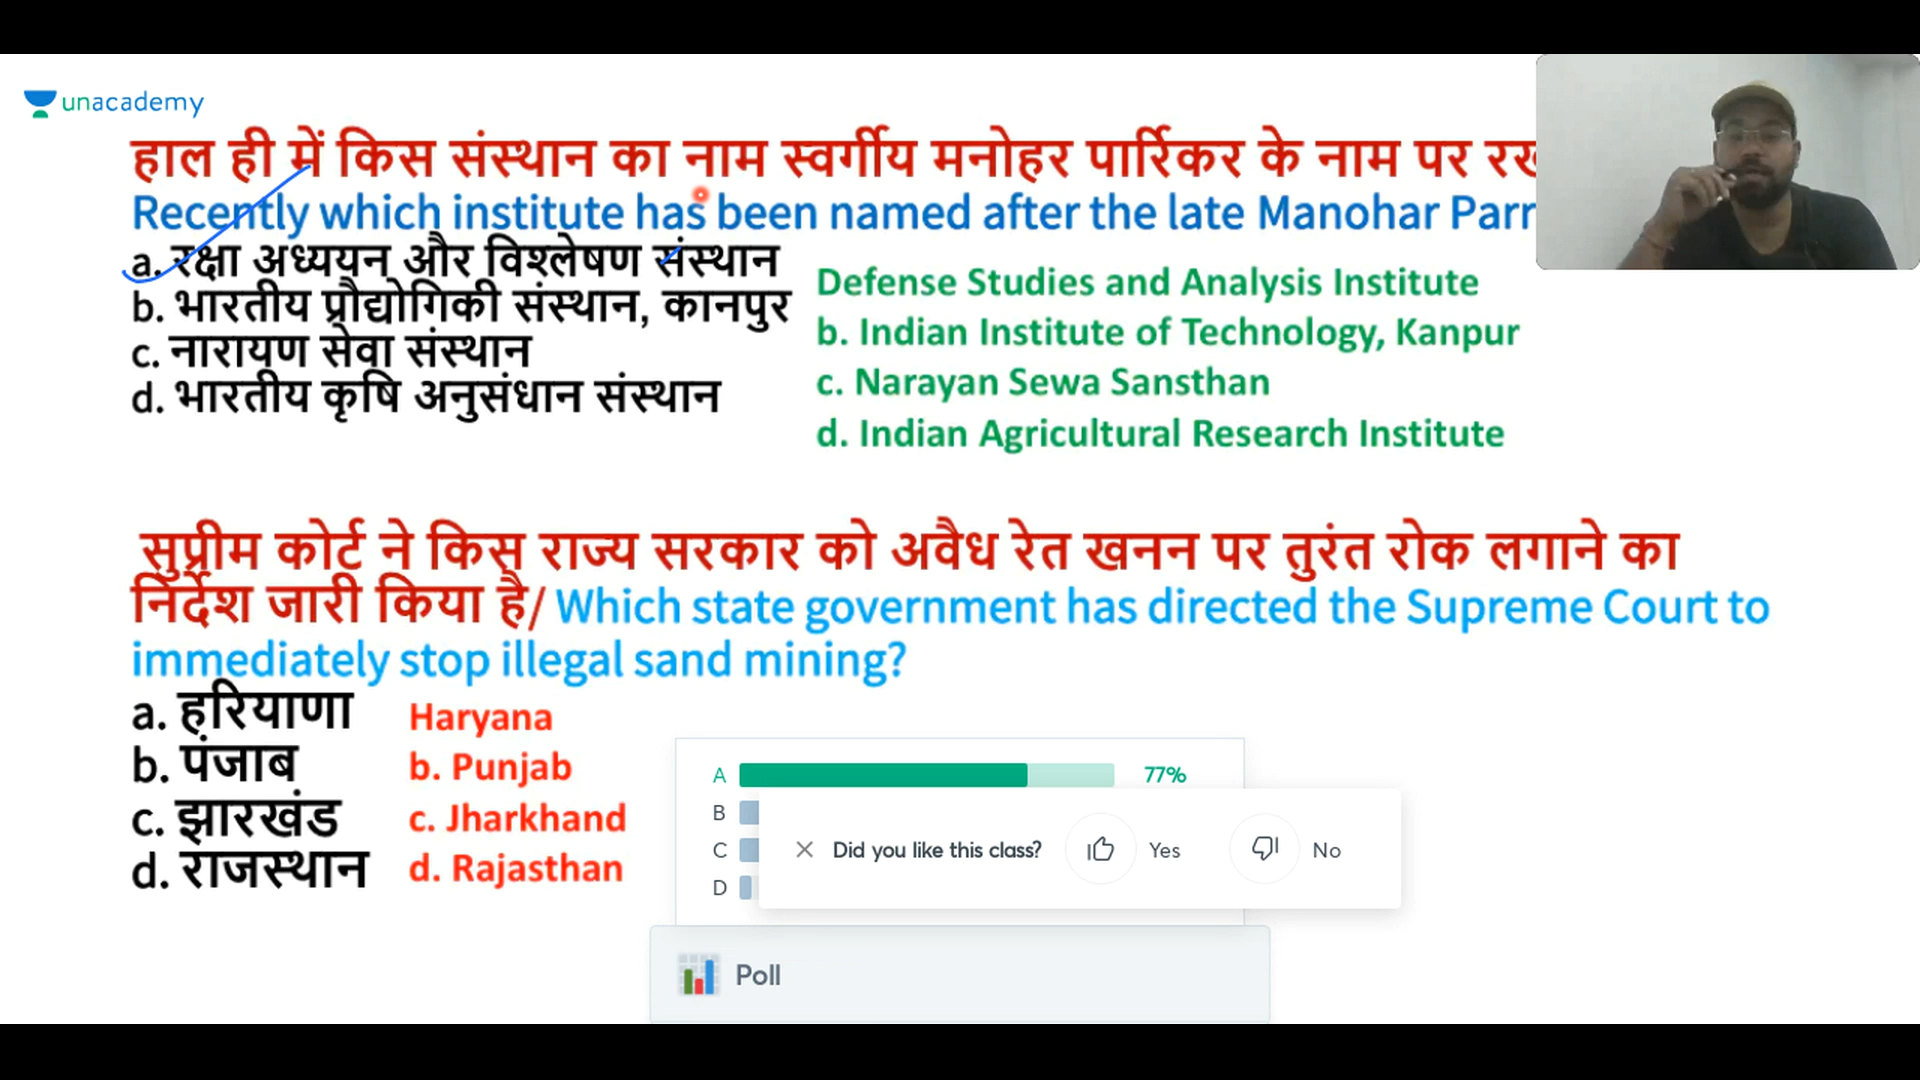 unacademy
हाल ही में किस संस्थान का नाम स्वर्गीय मनोहर पार्रिकर के नाम पर
Recently which institute has been named after the late Manohar
a. रक्षा अध्ययन और विश्लेषण संस्थान
b. भारतीय प्रौद्योगिकी संस्थान, कानपुर
c. नारायण सेवा संस्थान
d. भारतीय कृषि अनुसंधान संस्थान
Defense Studies and Analysis Institute
b. Indian Institute of Technology, Kanpur
c. Narayan Sewa Sansthan
d. Indian Agricultural Research Institute
सुप्रीम कोर्ट ने किस राज्य सरकार को अवैध रेत खनन पर तुरंत रोक लगाने का
निर्देश जारी किया है/ Which state government has directed the Supreme Court to
immediately stop illegal sand mining?
a. हरियाणा
b. पंजाब
c. झारखंड
d. राजस्थान
Haryana
b. Punjab
c. Jharkhand
d. Rajasthan
A 77%
B
C
D
Did you like this class? Yes No
Poll